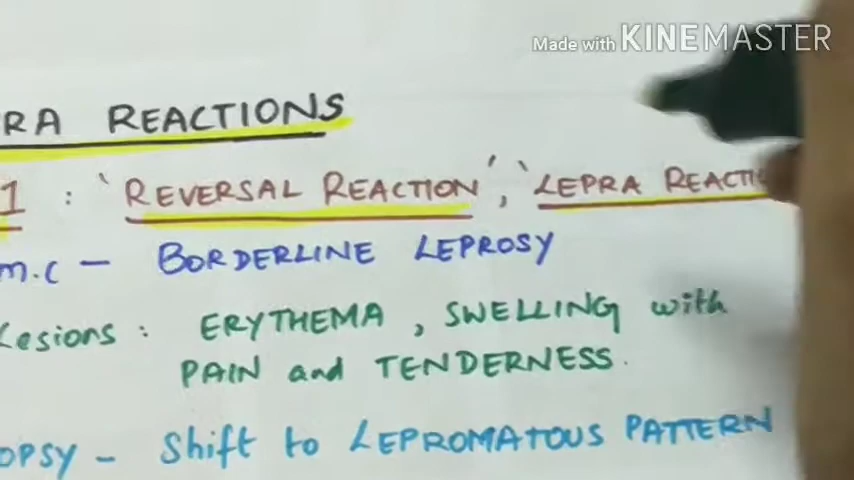 Made with KINEMASTER
RA REACTIONS
1 : 'REVERSAL REACTION', 'LEPRA REACTI
m.c - BORDERLINE LEPROSY
Lesions : ERYTHEMA, SWELLING with
PAIN and TENDERNESS.
OPSY - Shift to LEPROMATOUS PATTERN